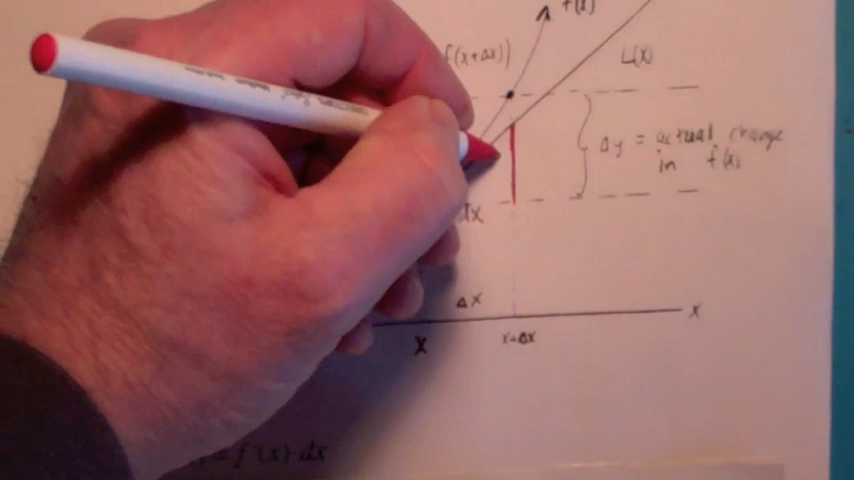 f(x)
f(x+Δx))
L(x)
Δy = actual change
in f(x)
dx
Δx
x
x
x+Δx
= f'(x)·dx